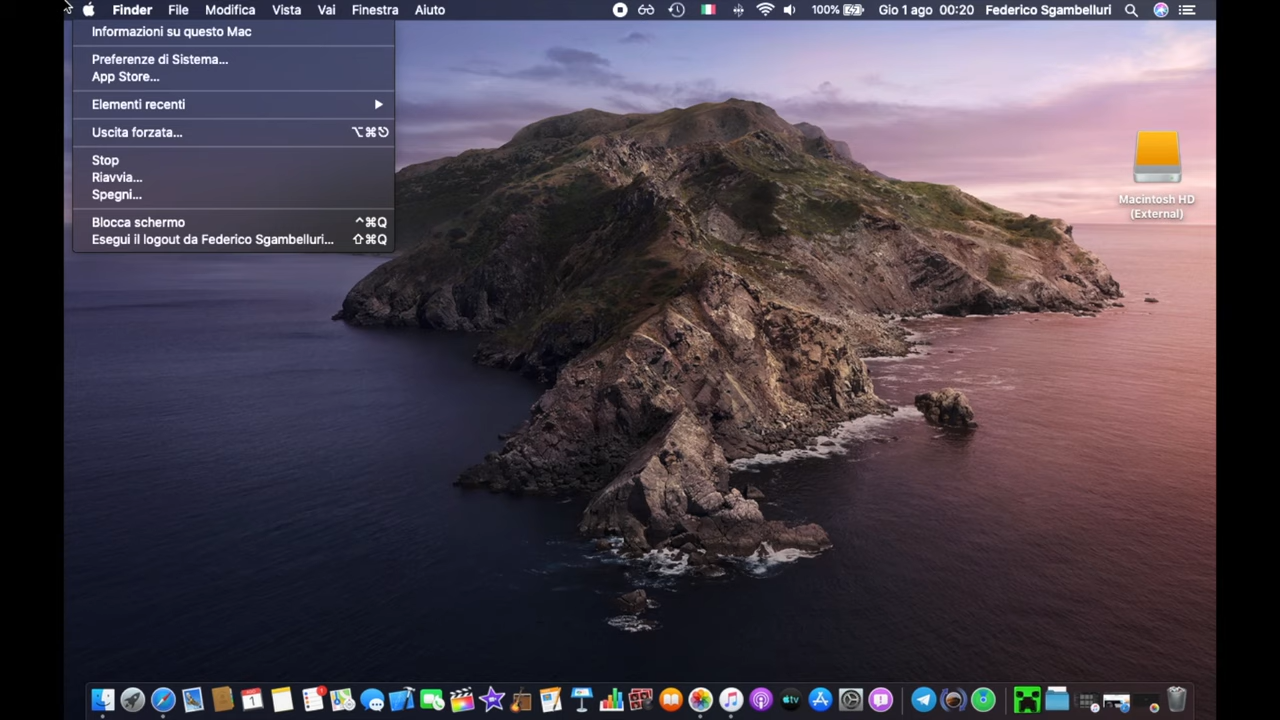 Finder File Modifica Vista Vai Finestra Aiuto 100% Gio 1 ago 00:20 Federico Sgambelluri
Informazioni su questo Mac
Preferenze di Sistema...
App Store...
Elementi recenti
Uscita forzata... ⌥⌘⎋
Stop
Riavvia...
Spegni...
Blocca schermo ^⌘Q
Esegui il logout da Federico Sgambelluri... ⇧⌘Q
Macintosh HD
(External)